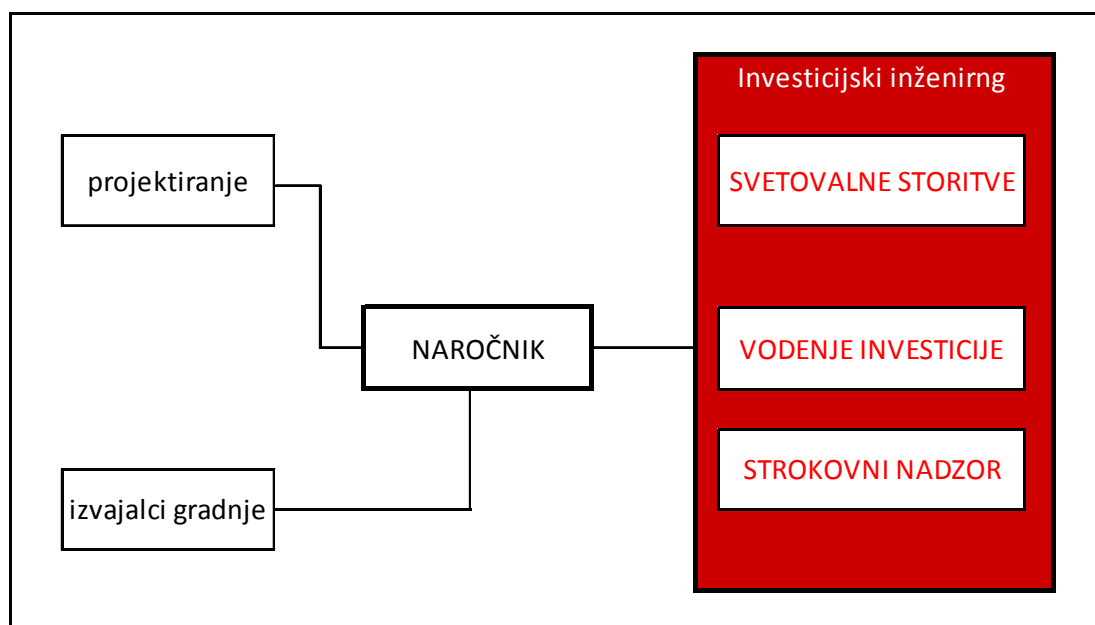 Investicijski inženirng
projektiranje
SVETOVALNE STORITVE
NAROČNIK
VODENJE INVESTICIJE
STROKOVNI NADZOR
izvajalci gradnje